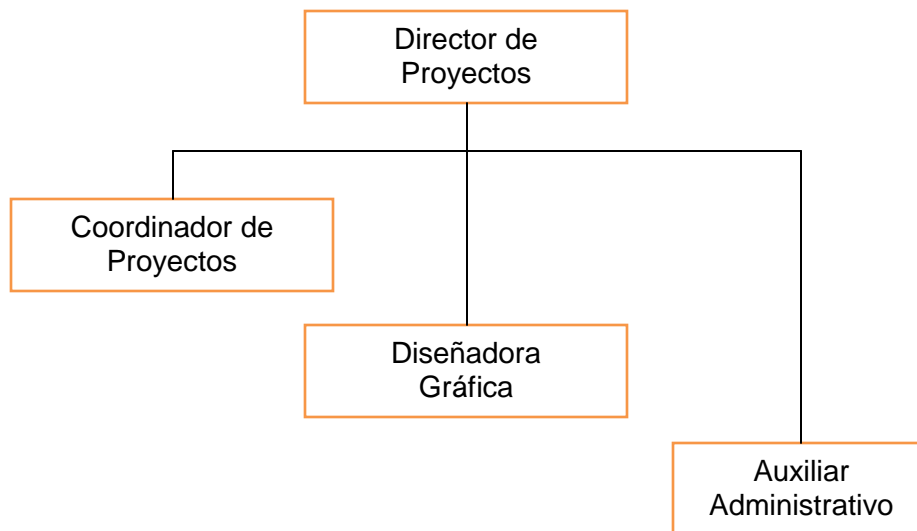 Director de
Proyectos
Coordinador de
Proyectos
Diseñadora
Gráfica
Auxiliar
Administrativo